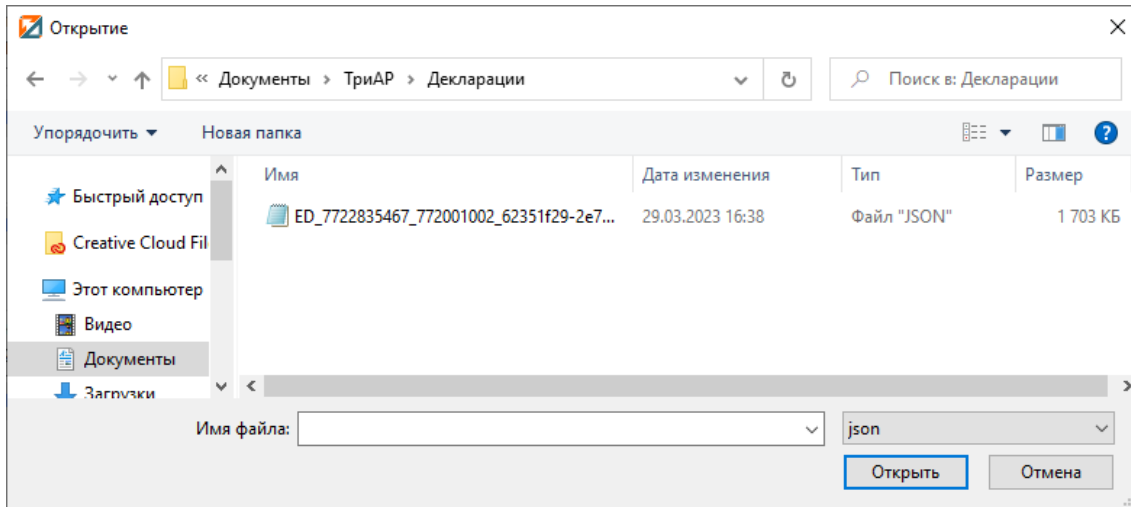 Открытие
« Документы › ТриАР › Декларации
Поиск в: Декларации
Упорядочить Новая папка
Имя Дата изменения Тип Размер
Быстрый доступ
ED_7722835467_772001002_62351f29-2e7... 29.03.2023 16:38 Файл "JSON" 1 703 КБ
Creative Cloud Fil
Этот компьютер
Видео
Документы
Загрузки
Имя файла: json
Открыть Отмена